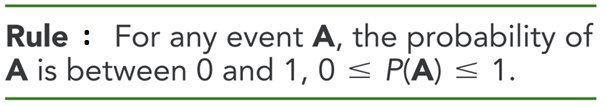 Rule : For any event A, the probability of
A is between 0 and 1, 0 ≤ P(A) ≤ 1.